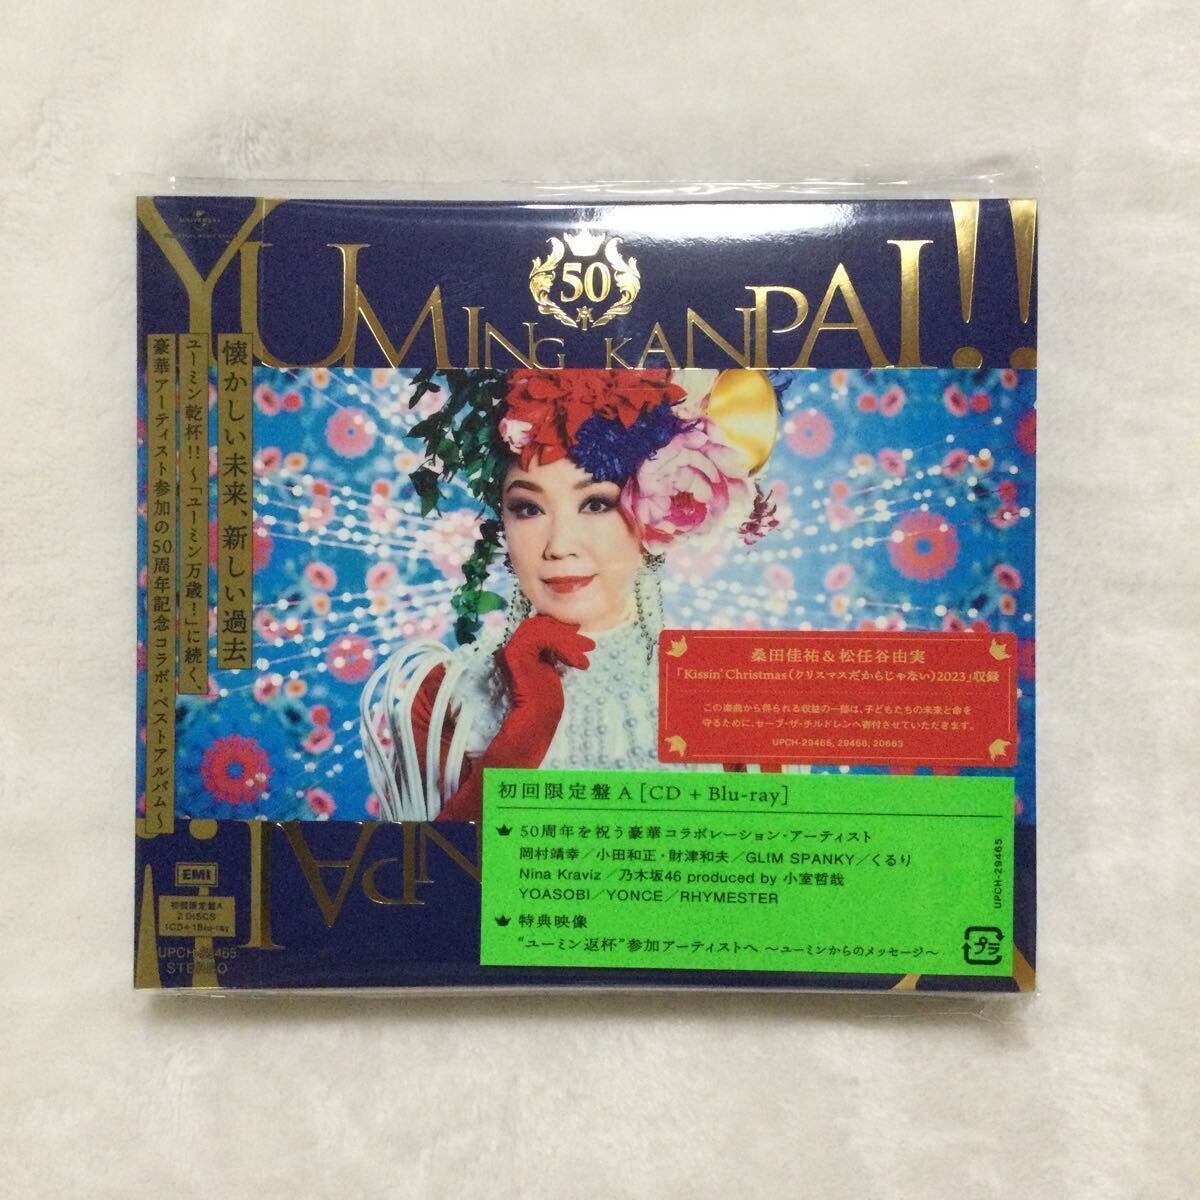 UNIVERSAL
YUMING KANPAI!!
50
懐かしい未来、新しい過去
ユーミン乾杯!!～「ユーミン万歳!」に続く、
豪華アーティスト参加の50周年記念コラボ・ベストアルバム～
桑田佳祐＆松任谷由実
「Kissin' Christmas(クリスマスだからじゃない)2023」収録
この楽曲から得られる収益の一部は、子どもたちの未来と命を
守るために、セーブ・ザ・チルドレンへ寄付させていただきます。
UPCH-29465, 29468, 20663
初回限定盤A [CD + Blu-ray]
50周年を祝う豪華コラボレーション・アーティスト
岡村靖幸／小田和正・財津和夫／GLIM SPANKY／くるり
Nina Kraviz／乃木坂46 produced by 小室哲哉
YOASOBI／YONCE／RHYMESTER
特典映像
“ユーミン返杯”参加アーティストへ ～ユーミンからのメッセージ～
UPCH-29465
プラ
EMI
初回限定盤A
2 DISCS
1CD+1Blu-ray
UPCH-29465
STEREO